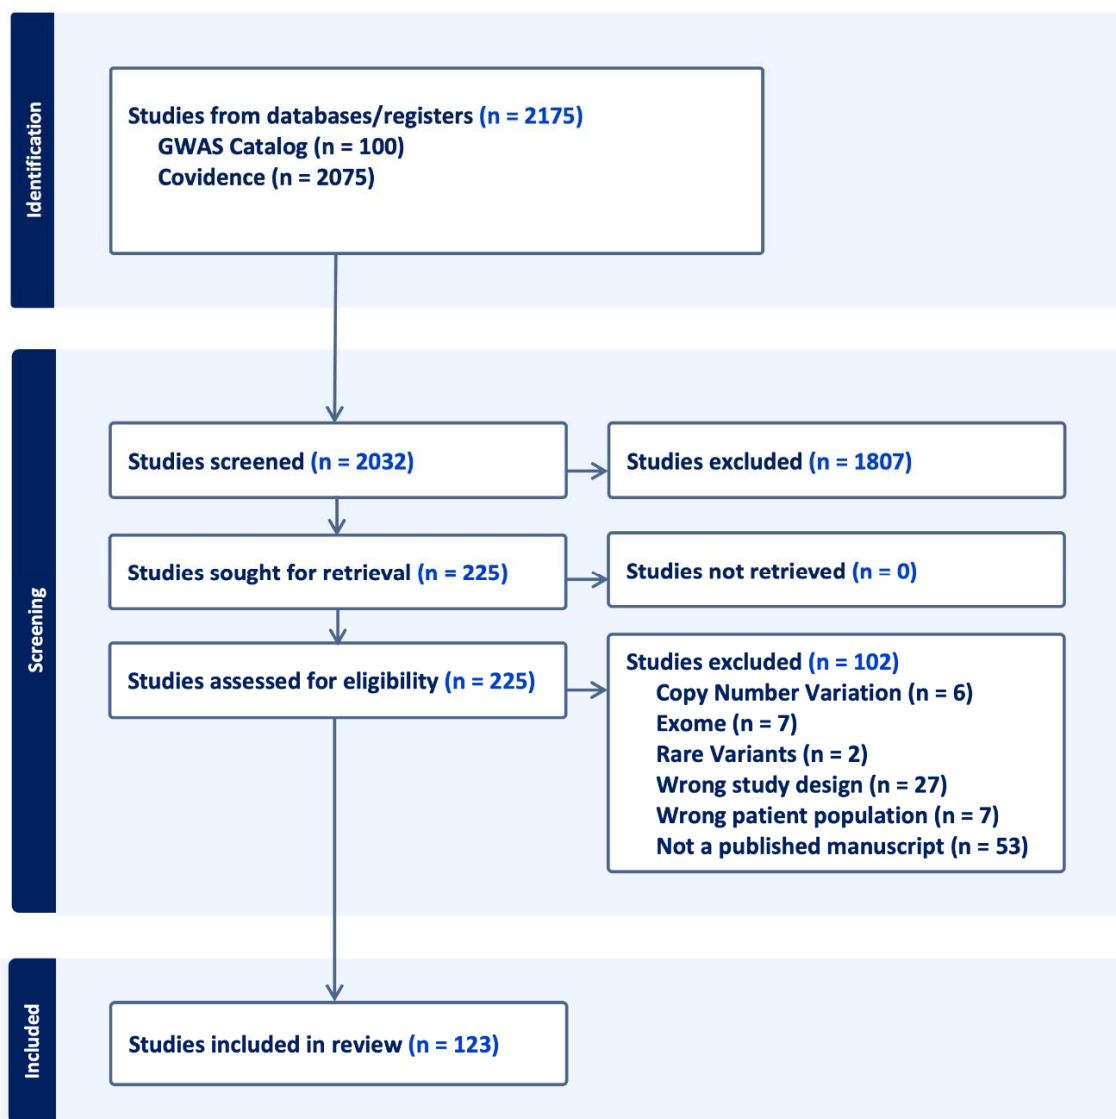 Identification
Studies from databases/registers (n = 2175)
GWAS Catalog (n = 100)
Covidence (n = 2075)
Screening
Studies screened (n = 2032)
Studies excluded (n = 1807)
Studies sought for retrieval (n = 225)
Studies not retrieved (n = 0)
Studies assessed for eligibility (n = 225)
Studies excluded (n = 102)
Copy Number Variation (n = 6)
Exome (n = 7)
Rare Variants (n = 2)
Wrong study design (n = 27)
Wrong patient population (n = 7)
Not a published manuscript (n = 53)
Included
Studies included in review (n = 123)